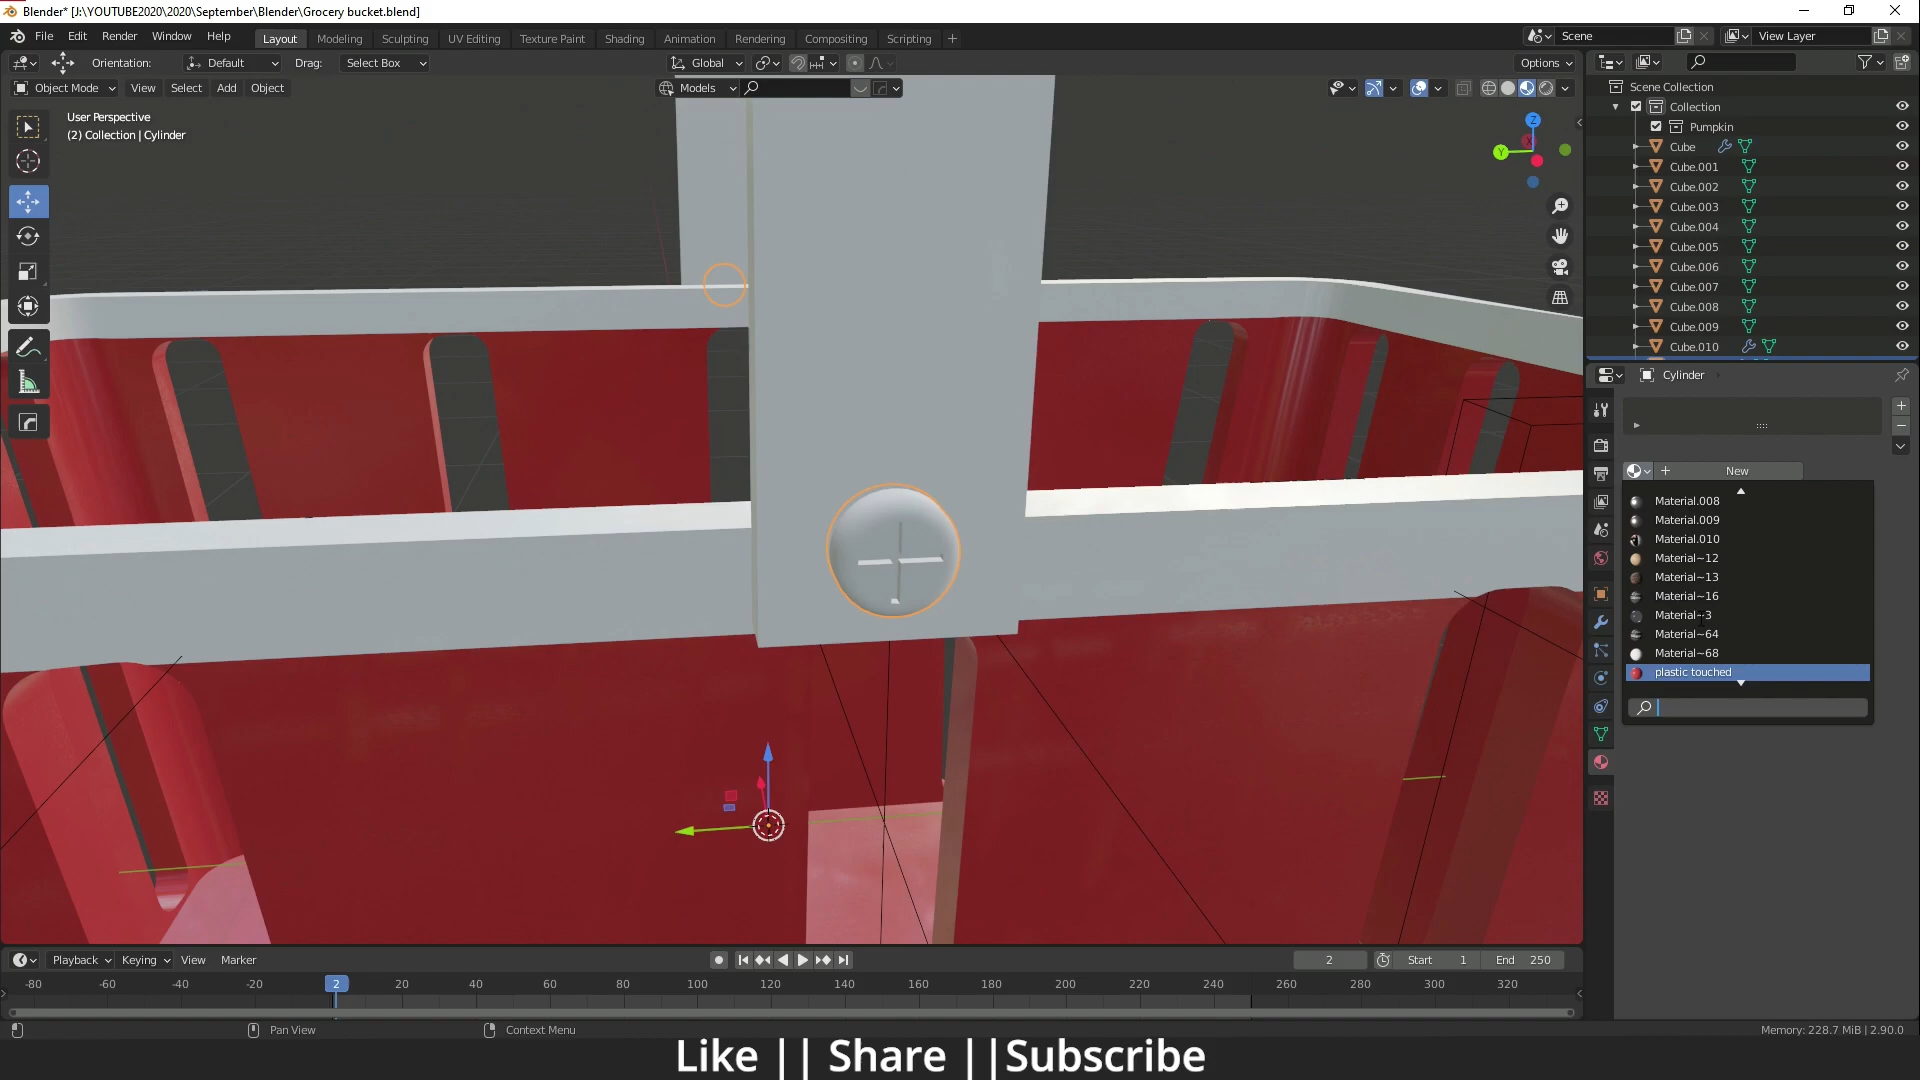 Blender* [J:\YOUTUBE2020\2020\September\Blender\Grocery bucket.blend]
File Edit Render Window Help Layout Modeling Sculpting UV Editing Texture Paint Shading Animation Rendering Compositing Scripting Scene View Layer
Orientation: Default Drag: Select Box Global Options
Object Mode View Select Add Object Models
User Perspective
(2) Collection | Cylinder
Z
Y
Scene Collection
Collection
Pumpkin
Cube
Cube.001
Cube.002
Cube.003
Cube.004
Cube.005
Cube.006
Cube.007
Cube.008
Cube.009
Cube.010
Cylinder
New
Material.008
Material.009
Material.010
Material~12
Material~13
Material~16
Material~3
Material~64
Material~68
plastic touched
Playback Keying View Marker 2 Start 1 End 250
-80 -60 -40 -20 2 20 40 60 80 100 120 140 160 180 200 220 240 260 280 300 320
Pan View Context Menu Memory: 228.7 MiB | 2.90.0
Like || Share ||Subscribe